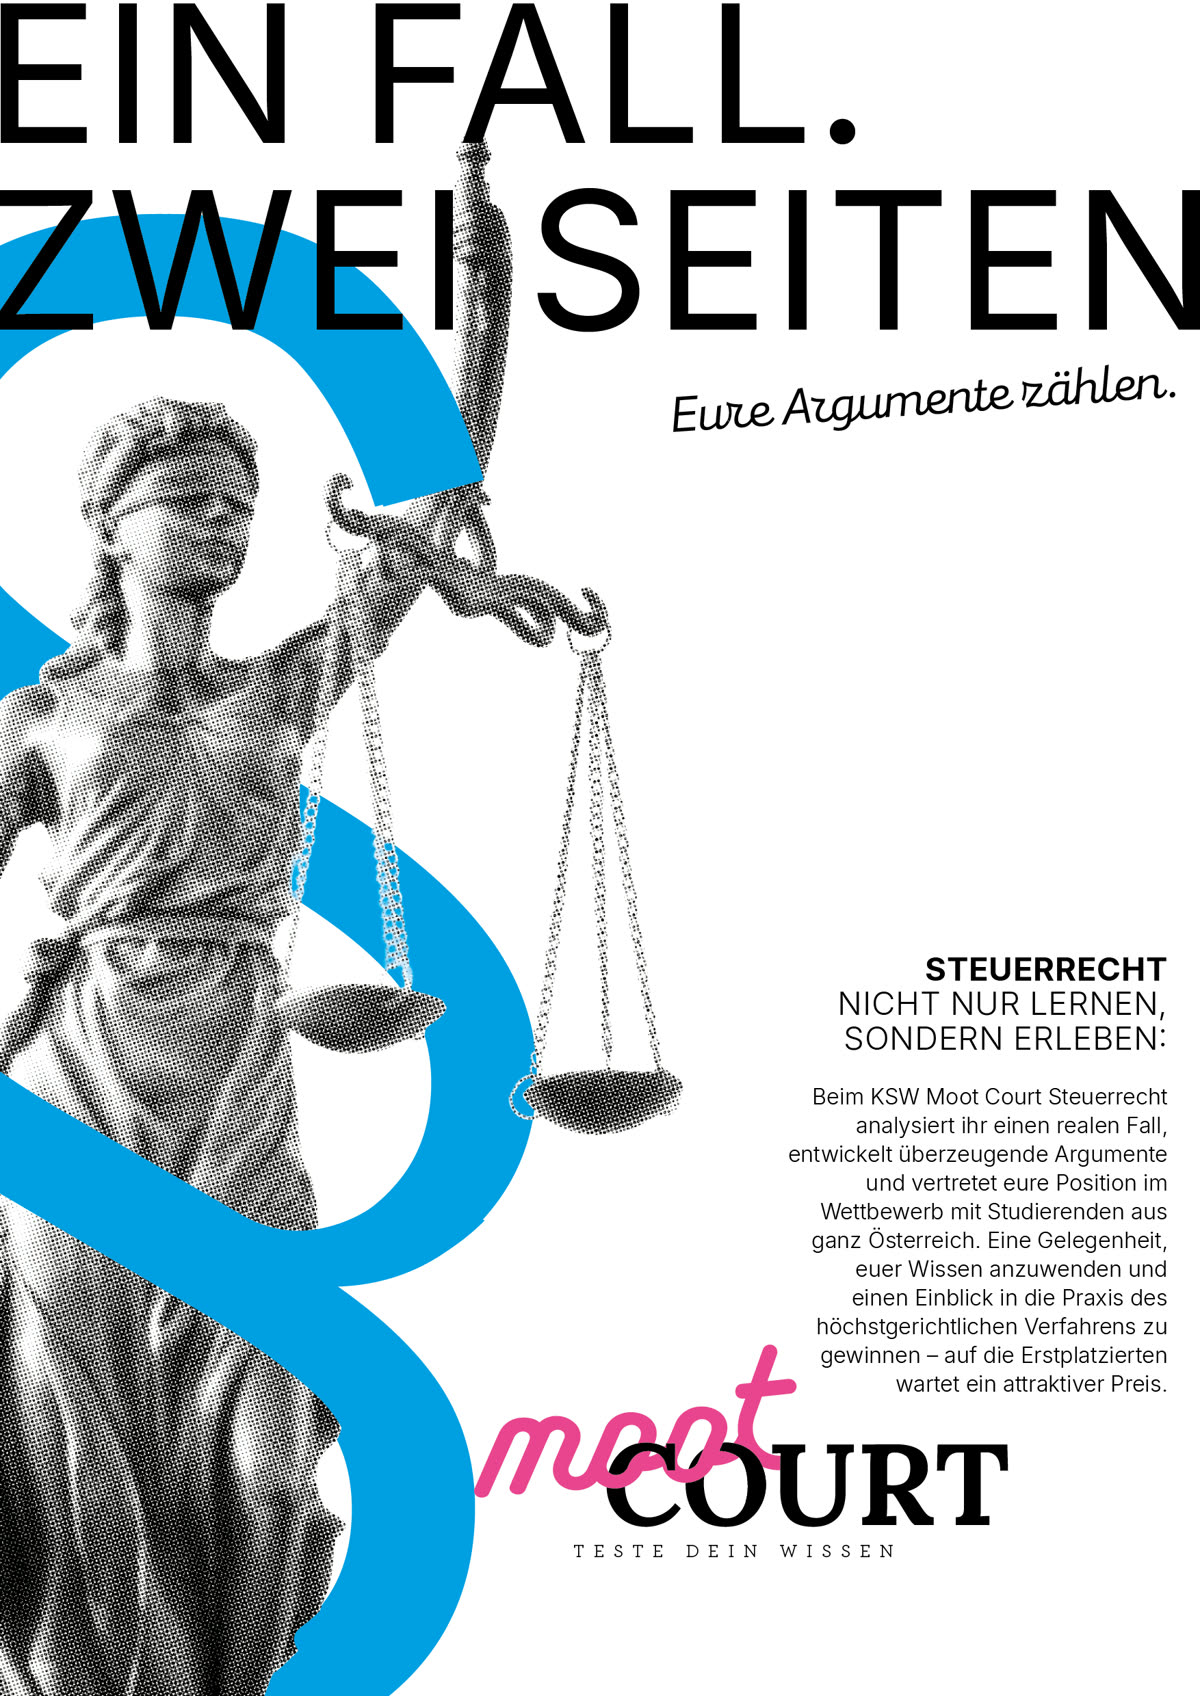 EIN FALL.
ZWEI SEITEN
Eure Argumente zählen.
STEUERRECHT
NICHT NUR LERNEN,
SONDERN ERLEBEN:
Beim KSW Moot Court Steuerrecht
analysiert ihr einen realen Fall,
entwickelt überzeugende Argumente
und vertretet eure Position im
Wettbewerb mit Studierenden aus
ganz Österreich. Eine Gelegenheit,
euer Wissen anzuwenden und
einen Einblick in die Praxis des
höchstgerichtlichen Verfahrens zu
gewinnen – auf die Erstplatzierten
wartet ein attraktiver Preis.
moot
COURT
TESTE DEIN WISSEN